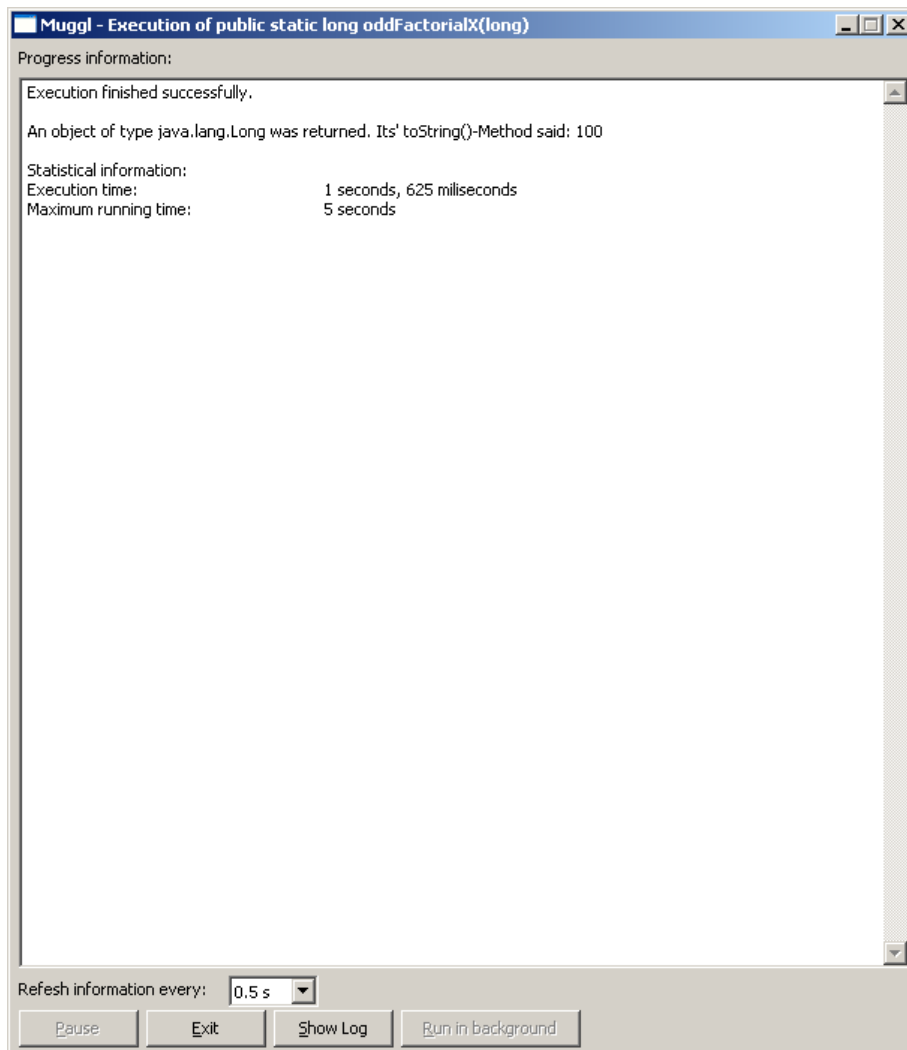 Muggl - Execution of public static long oddFactorialX(long)
Progress information:
Execution finished successfully.
An object of type java.lang.Long was returned. Its' toString()-Method said: 100
Statistical information:
Execution time: 1 seconds, 625 miliseconds
Maximum running time: 5 seconds
Refesh information every: 0.5 s
Pause Exit Show Log Run in background